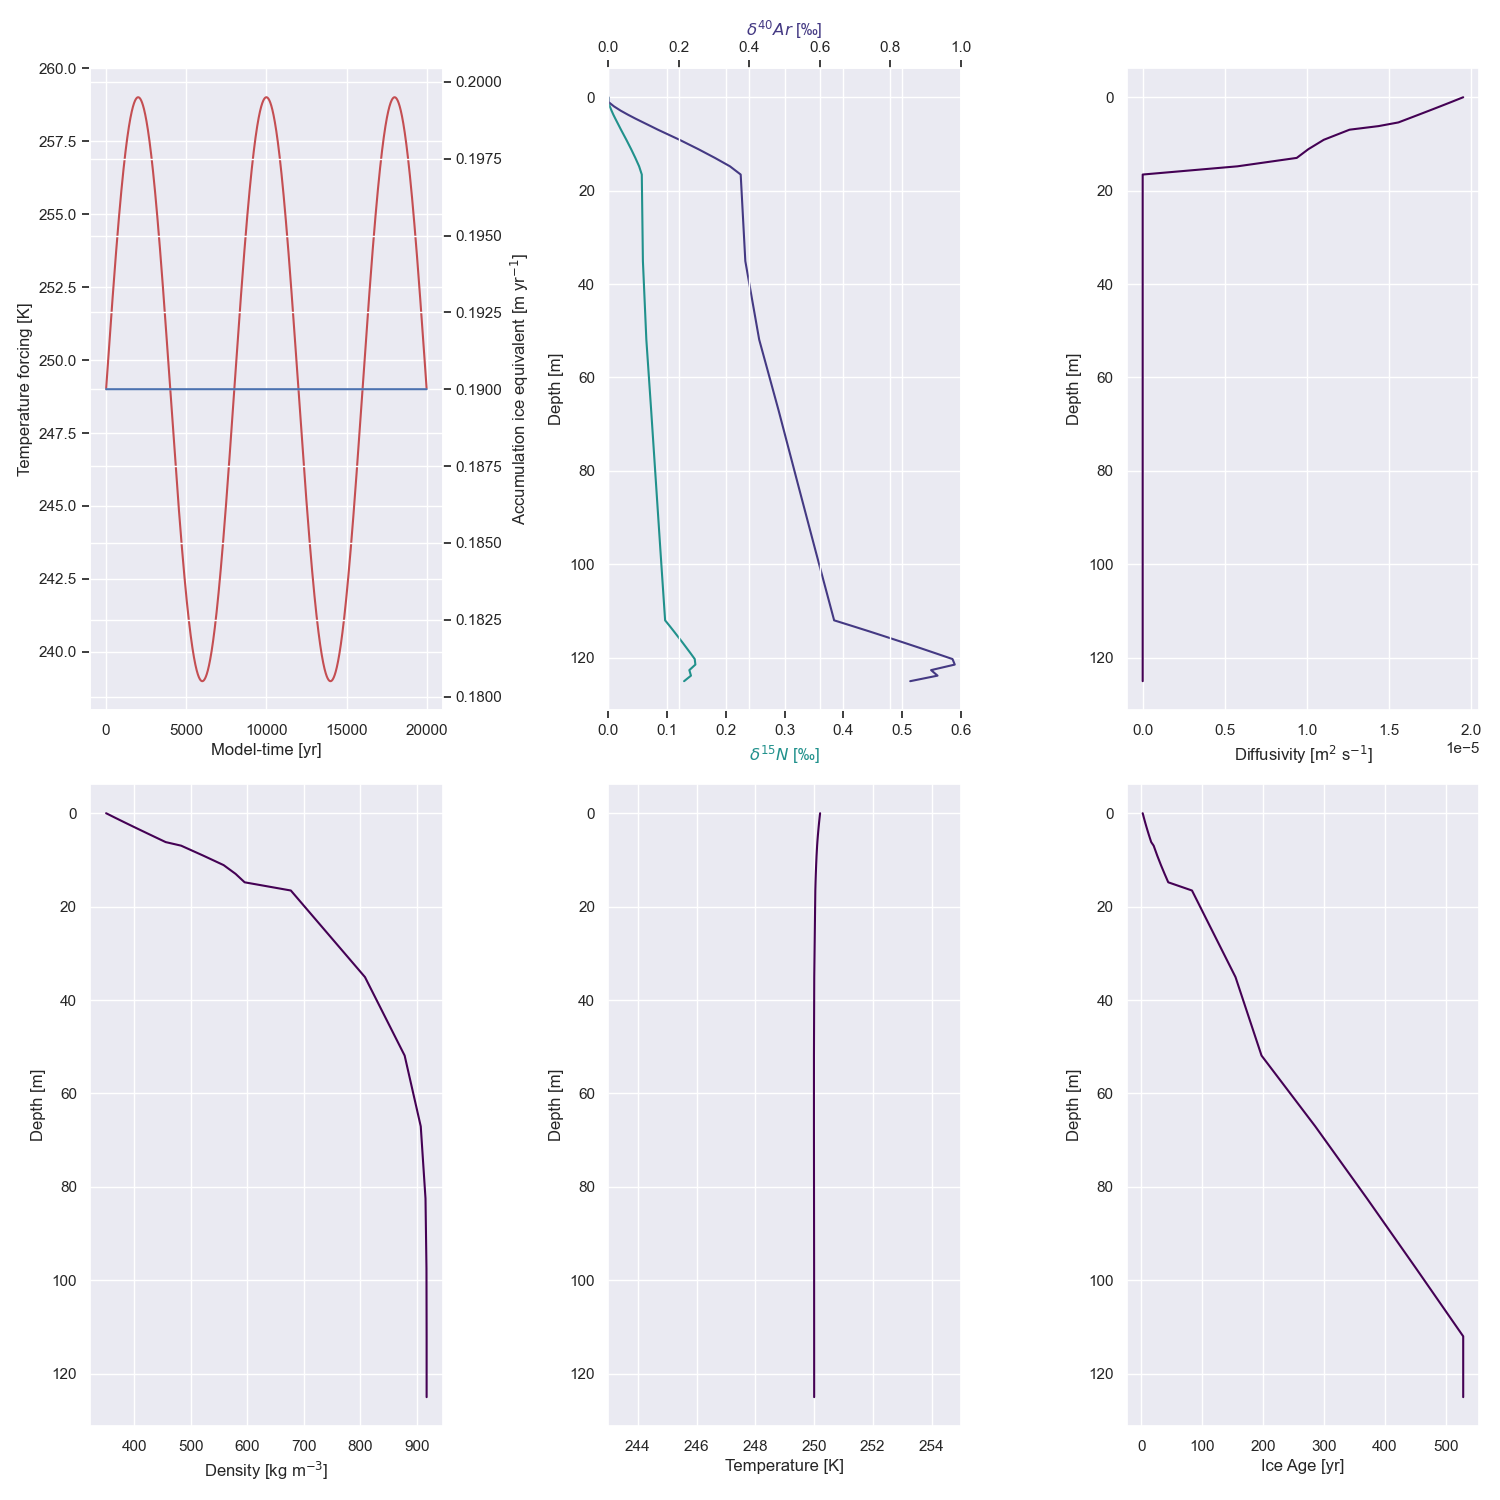 δ⁴⁰Ar [‰]
0.0 0.2 0.4 0.6 0.8 1.0
260.0
257.5
255.0
252.5
250.0
247.5
245.0
242.5
240.0
Temperature forcing [K]
0 5000 10000 15000 20000
Model-time [yr]
0.2000
0.1975
0.1950
0.1925
0.1900
0.1875
0.1850
0.1825
0.1800
Accumulation ice equivalent [m yr⁻¹]
0
20
40
60
80
100
120
Depth [m]
0.0 0.1 0.2 0.3 0.4 0.5 0.6
δ¹⁵N [‰]
0
20
40
60
80
100
120
Depth [m]
0.0 0.5 1.0 1.5 2.0
1e−5
Diffusivity [m² s⁻¹]
0
20
40
60
80
100
120
Depth [m]
400 500 600 700 800 900
Density [kg m⁻³]
0
20
40
60
80
100
120
Depth [m]
244 246 248 250 252 254
Temperature [K]
0
20
40
60
80
100
120
Depth [m]
0 100 200 300 400 500
Ice Age [yr]